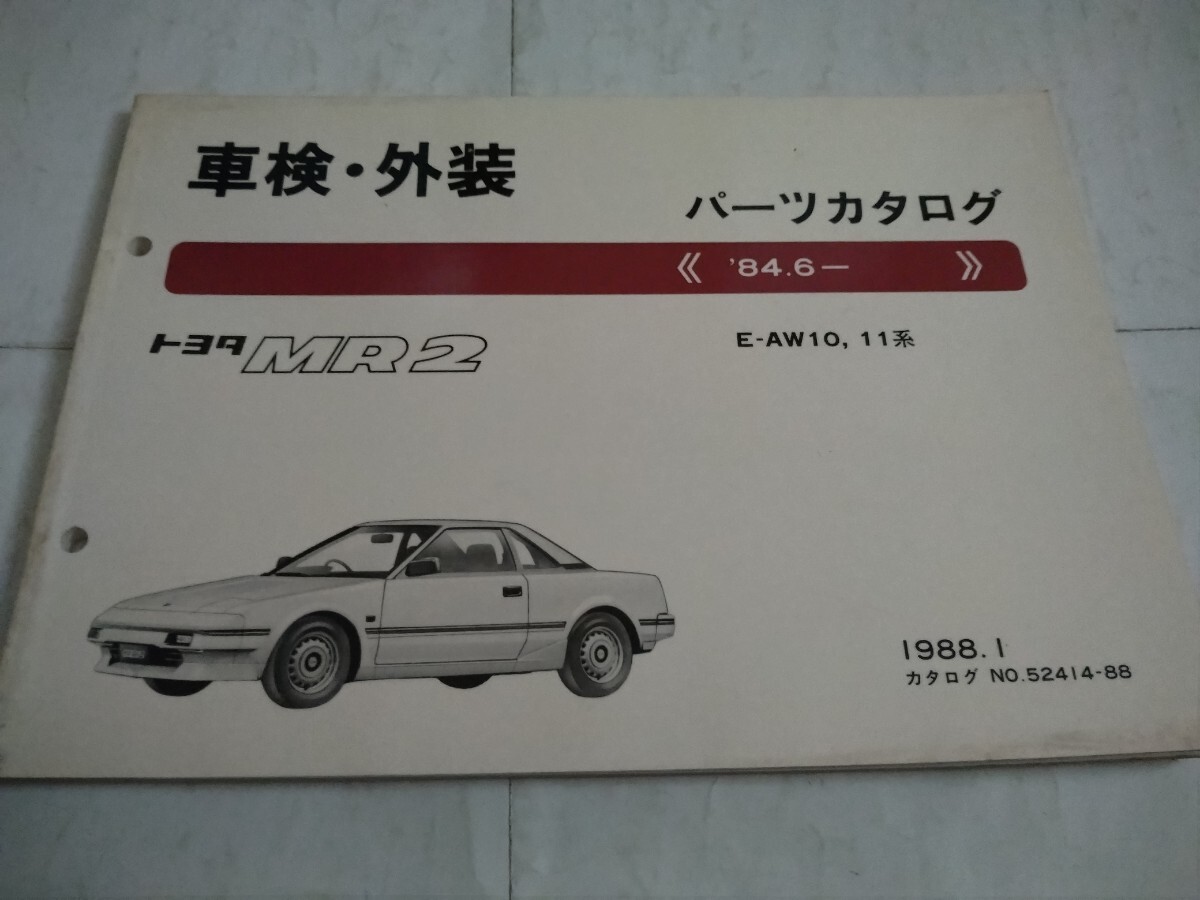 車検・外装
パーツカタログ
《 '84.6－ 》
トヨタ MR2
E-AW10, 11系
1988.1
カタログ NO.52414-88